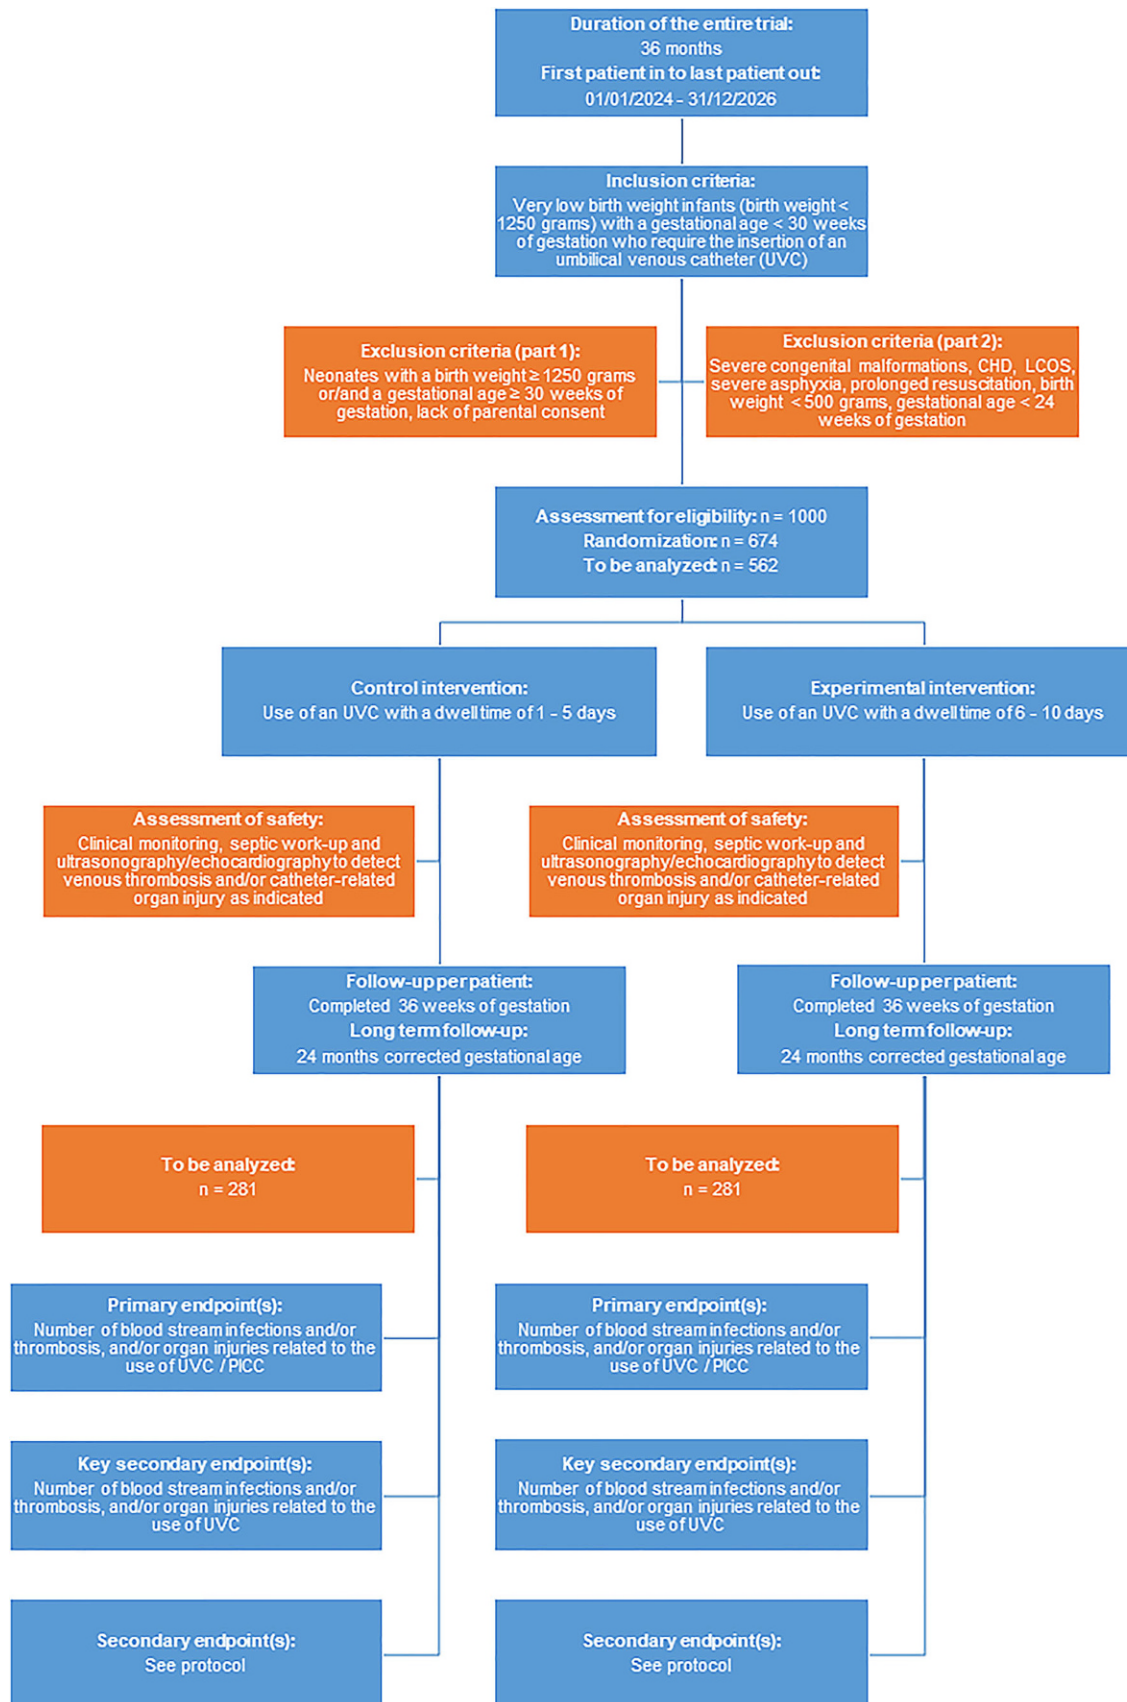 Duration of the entire trial:
36 months
First patient in to last patient out:
01/01/2024 - 31/12/2026
Inclusion criteria:
Very low birth weight infants (birth weight <
1250 grams) with a gestational age < 30 weeks
of gestation who require the insertion of an
umbilical venous catheter (UVC)
Exclusion criteria (part 1):
Neonates with a birth weight ≥ 1250 grams
or/and a gestational age ≥ 30 weeks of
gestation, lack of parental consent
Exclusion criteria (part 2):
Severe congenital malformations, CHD, LCOS,
severe asphyxia, prolonged resuscitation, birth
weight < 500 grams, gestational age < 24
weeks of gestation
Assessment for eligibility: n = 1000
Randomization: n = 674
To be analyzed: n = 562
Control intervention:
Use of an UVC with a dwell time of 1 - 5 days
Experimental intervention:
Use of an UVC with a dwell time of 6 - 10 days
Assessment of safety:
Clinical monitoring, septic work-up and
ultrasonography/echocardiography to detect
venous thrombosis and/or catheter-related
organ injury as indicated
Assessment of safety:
Clinical monitoring, septic work-up and
ultrasonography/echocardiography to detect
venous thrombosis and/or catheter-related
organ injury as indicated
Follow-up per patient:
Completed 36 weeks of gestation
Long term follow-up:
24 months corrected gestational age
Follow-up per patient:
Completed 36 weeks of gestation
Long term follow-up:
24 months corrected gestational age
To be analyzed:
n = 281
To be analyzed:
n = 281
Primary endpoint(s):
Number of blood stream infections and/or
thrombosis, and/or organ injuries related to the
use of UVC / PICC
Primary endpoint(s):
Number of blood stream infections and/or
thrombosis, and/or organ injuries related to the
use of UVC / PICC
Key secondary endpoint(s):
Number of blood stream infections and/or
thrombosis, and/or organ injuries related to the
use of UVC
Key secondary endpoint(s):
Number of blood stream infections and/or
thrombosis, and/or organ injuries related to the
use of UVC
Secondary endpoint(s):
See protocol
Secondary endpoint(s):
See protocol